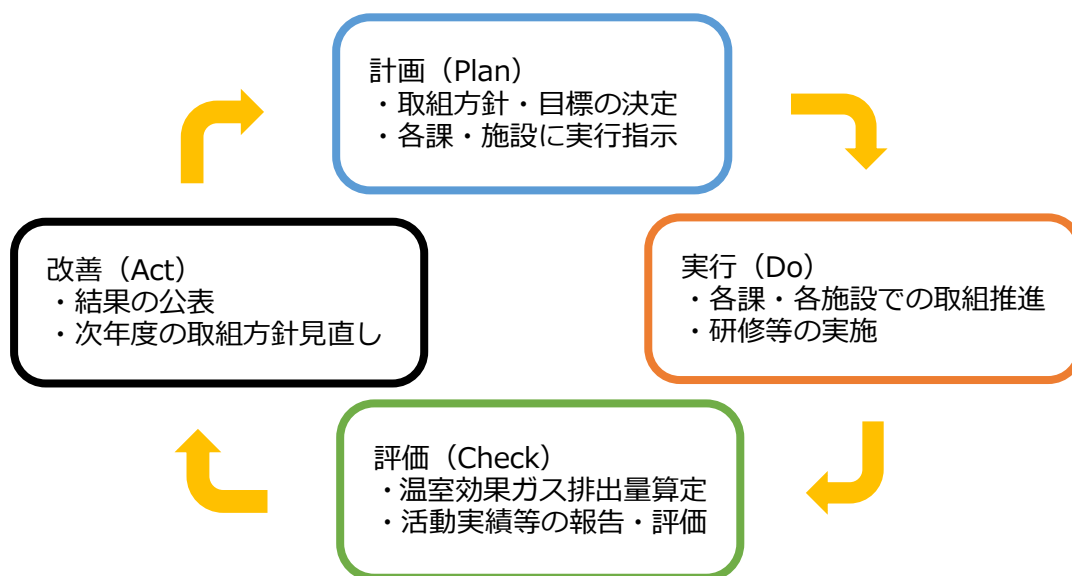 計画（Plan）
・取組方針・目標の決定
・各課・施設に実行指示
実行（Do）
・各課・各施設での取組推進
・研修等の実施
評価（Check）
・温室効果ガス排出量算定
・活動実績等の報告・評価
改善（Act）
・結果の公表
・次年度の取組方針見直し